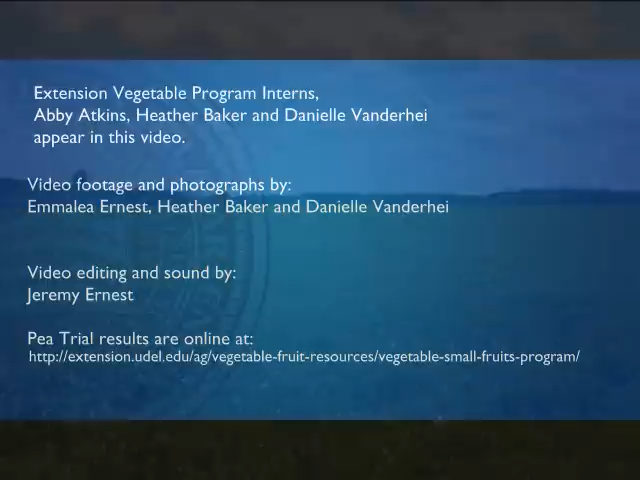 Extension Vegetable Program Interns,
Abby Atkins, Heather Baker and Danielle Vanderhei
appear in this video.
Video footage and photographs by:
Emmalea Ernest, Heather Baker and Danielle Vanderhei
Video editing and sound by:
Jeremy Ernest
Pea Trial results are online at:
http://extension.udel.edu/ag/vegetable-fruit-resources/vegetable-small-fruits-program/